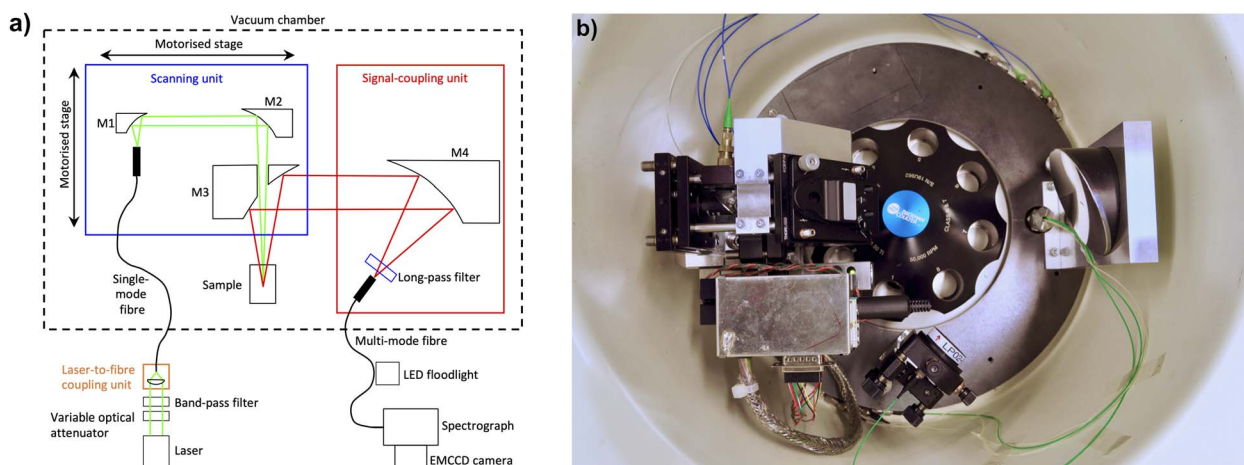 a)
Vacuum chamber
Motorised stage
Motorised stage
Scanning unit
Signal-coupling unit
M1
M2
M3
M4
Sample
Long-pass filter
Single-
mode
fibre
Multi-mode fibre
Laser-to-fibre
coupling unit
LED floodlight
Band-pass filter
Variable optical
attenuator
Spectrograph
Laser
EMCCD camera
b)
LP02